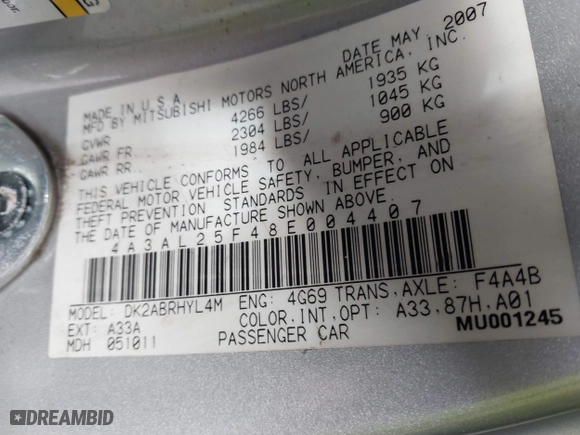 DATE MAY, 2007
MADE IN U.S.A.
MFD BY MITSUBISHI MOTORS NORTH AMERICA, INC.
GVWR 4266 LBS/ 1935 KG
GAWR FR. 2304 LBS/ 1045 KG
GAWR RR. 1984 LBS/ 900 KG
THIS VEHICLE CONFORMS TO ALL APPLICABLE
FEDERAL MOTOR VEHICLE SAFETY, BUMPER, AND
THEFT PREVENTION STANDARDS IN EFFECT ON
THE DATE OF MANUFACTURE SHOWN ABOVE.
4A3AL25F48E004407
MODEL: DK2ABRHYL4M ENG: 4G69 TRANS,AXLE: F4A4B
EXT: A33A COLOR,INT,OPT: A33,87H,A01
MDH 051011 PASSENGER CAR MU001245
DREAMBID